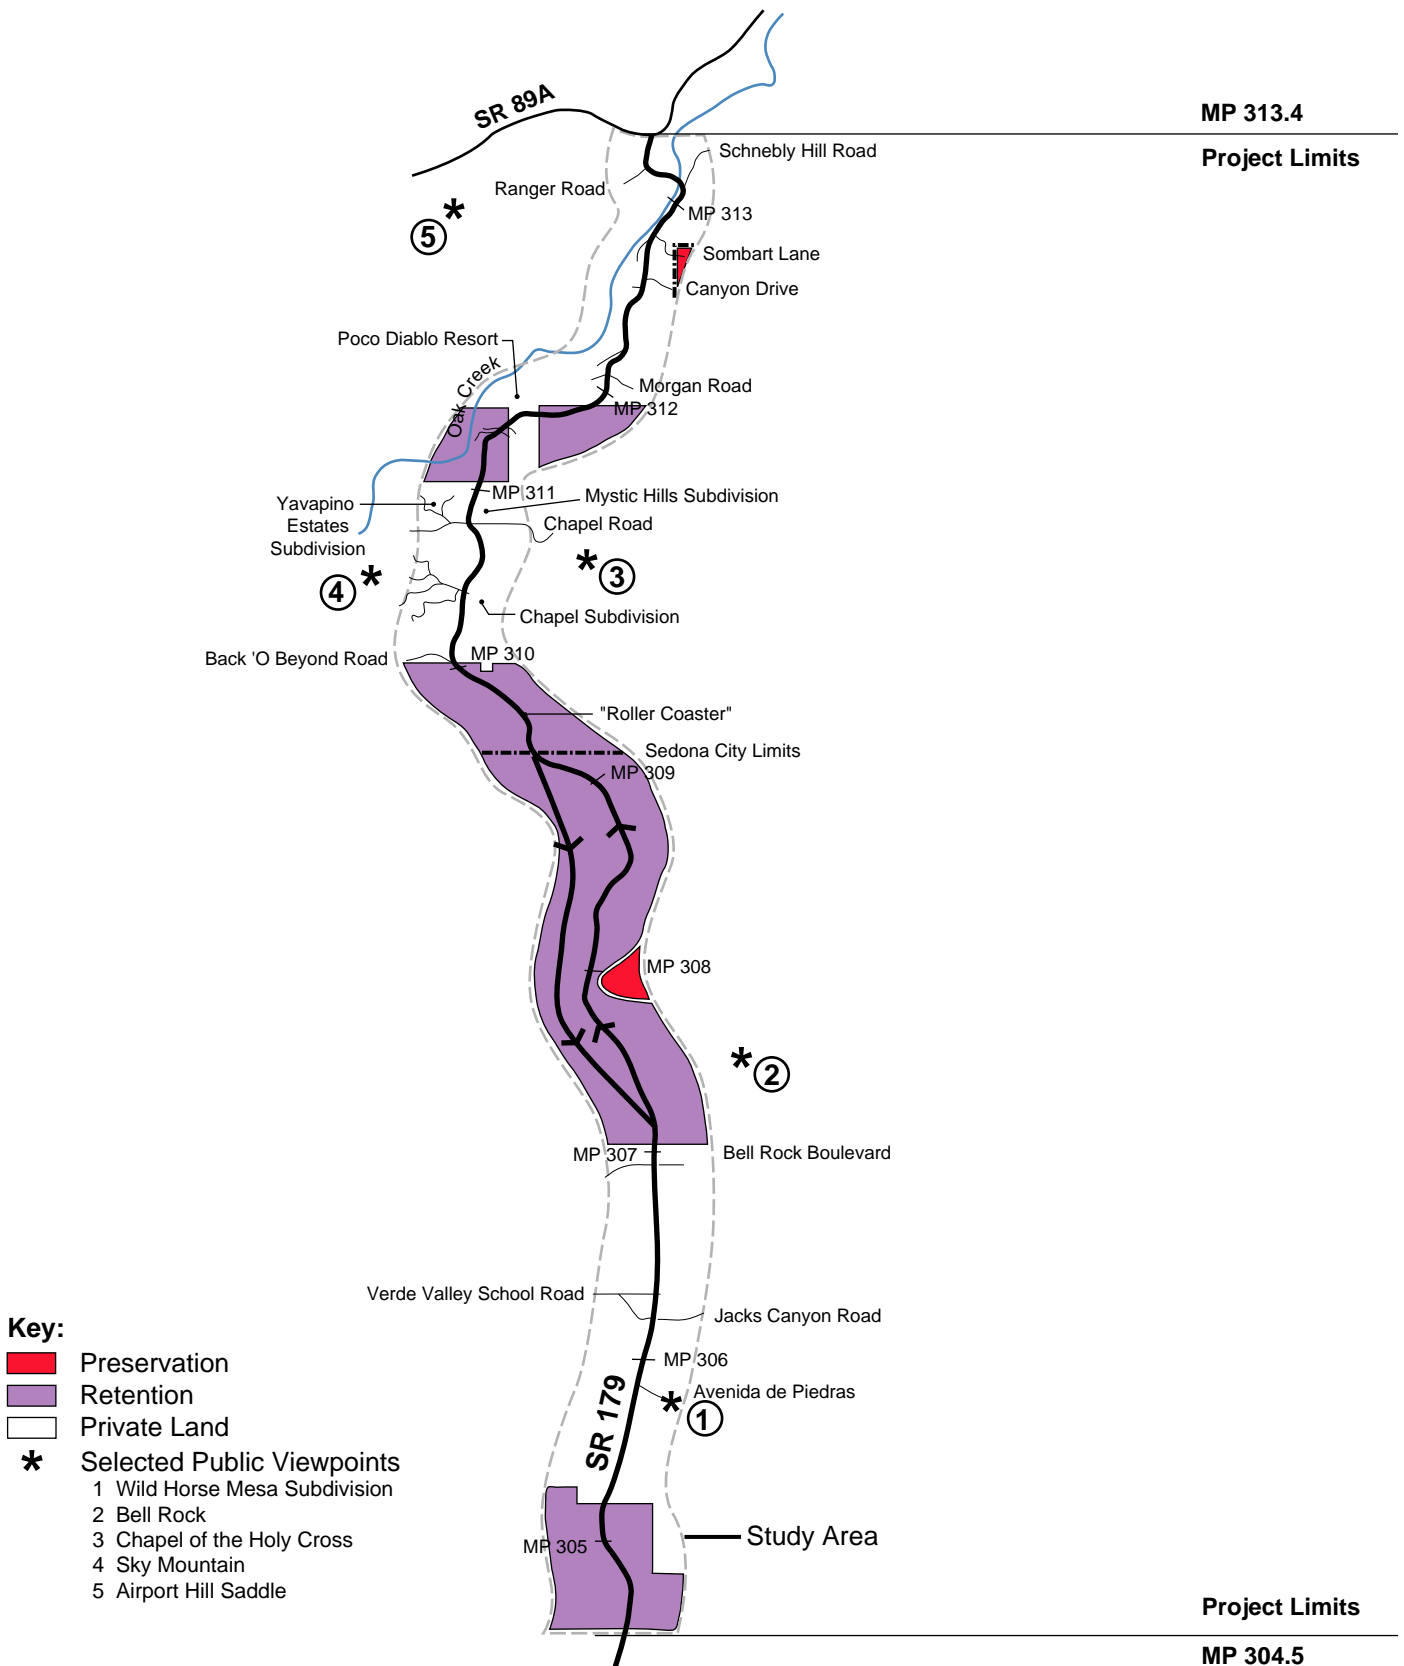 SR 89A
MP 313.4
Project Limits
Schnebly Hill Road
Ranger Road
MP 313
5
Sombart Lane
Canyon Drive
Poco Diablo Resort
Oak Creek
Morgan Road
MP 312
MP 311
Mystic Hills Subdivision
Yavapino
Estates
Subdivision
Chapel Road
3
4
Chapel Subdivision
Back 'O Beyond Road
MP 310
"Roller Coaster"
Sedona City Limits
MP 309
MP 308
2
MP 307
Bell Rock Boulevard
Verde Valley School Road
Jacks Canyon Road
MP 306
Avenida de Piedras
1
SR 179
MP 305
Study Area
Key:
Preservation
Retention
Private Land
* Selected Public Viewpoints
1 Wild Horse Mesa Subdivision
2 Bell Rock
3 Chapel of the Holy Cross
4 Sky Mountain
5 Airport Hill Saddle
Project Limits
MP 304.5